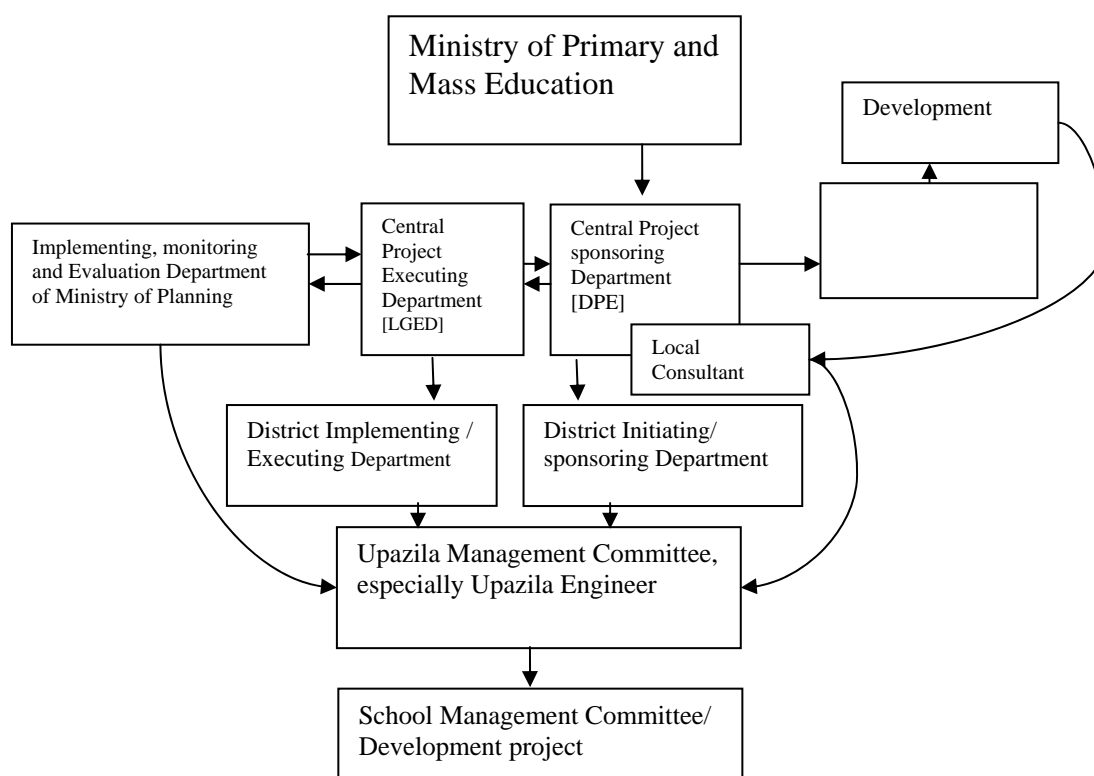 Ministry of Primary and
Mass Education
Development
Implementing, monitoring
and Evaluation Department
of Ministry of Planning
Central
Project
Executing
Department
[LGED]
Central Project
sponsoring
Department
[DPE]
Local
Consultant
District Implementing /
Executing Department
District Initiating/
sponsoring Department
Upazila Management Committee,
especially Upazila Engineer
School Management Committee/
Development project